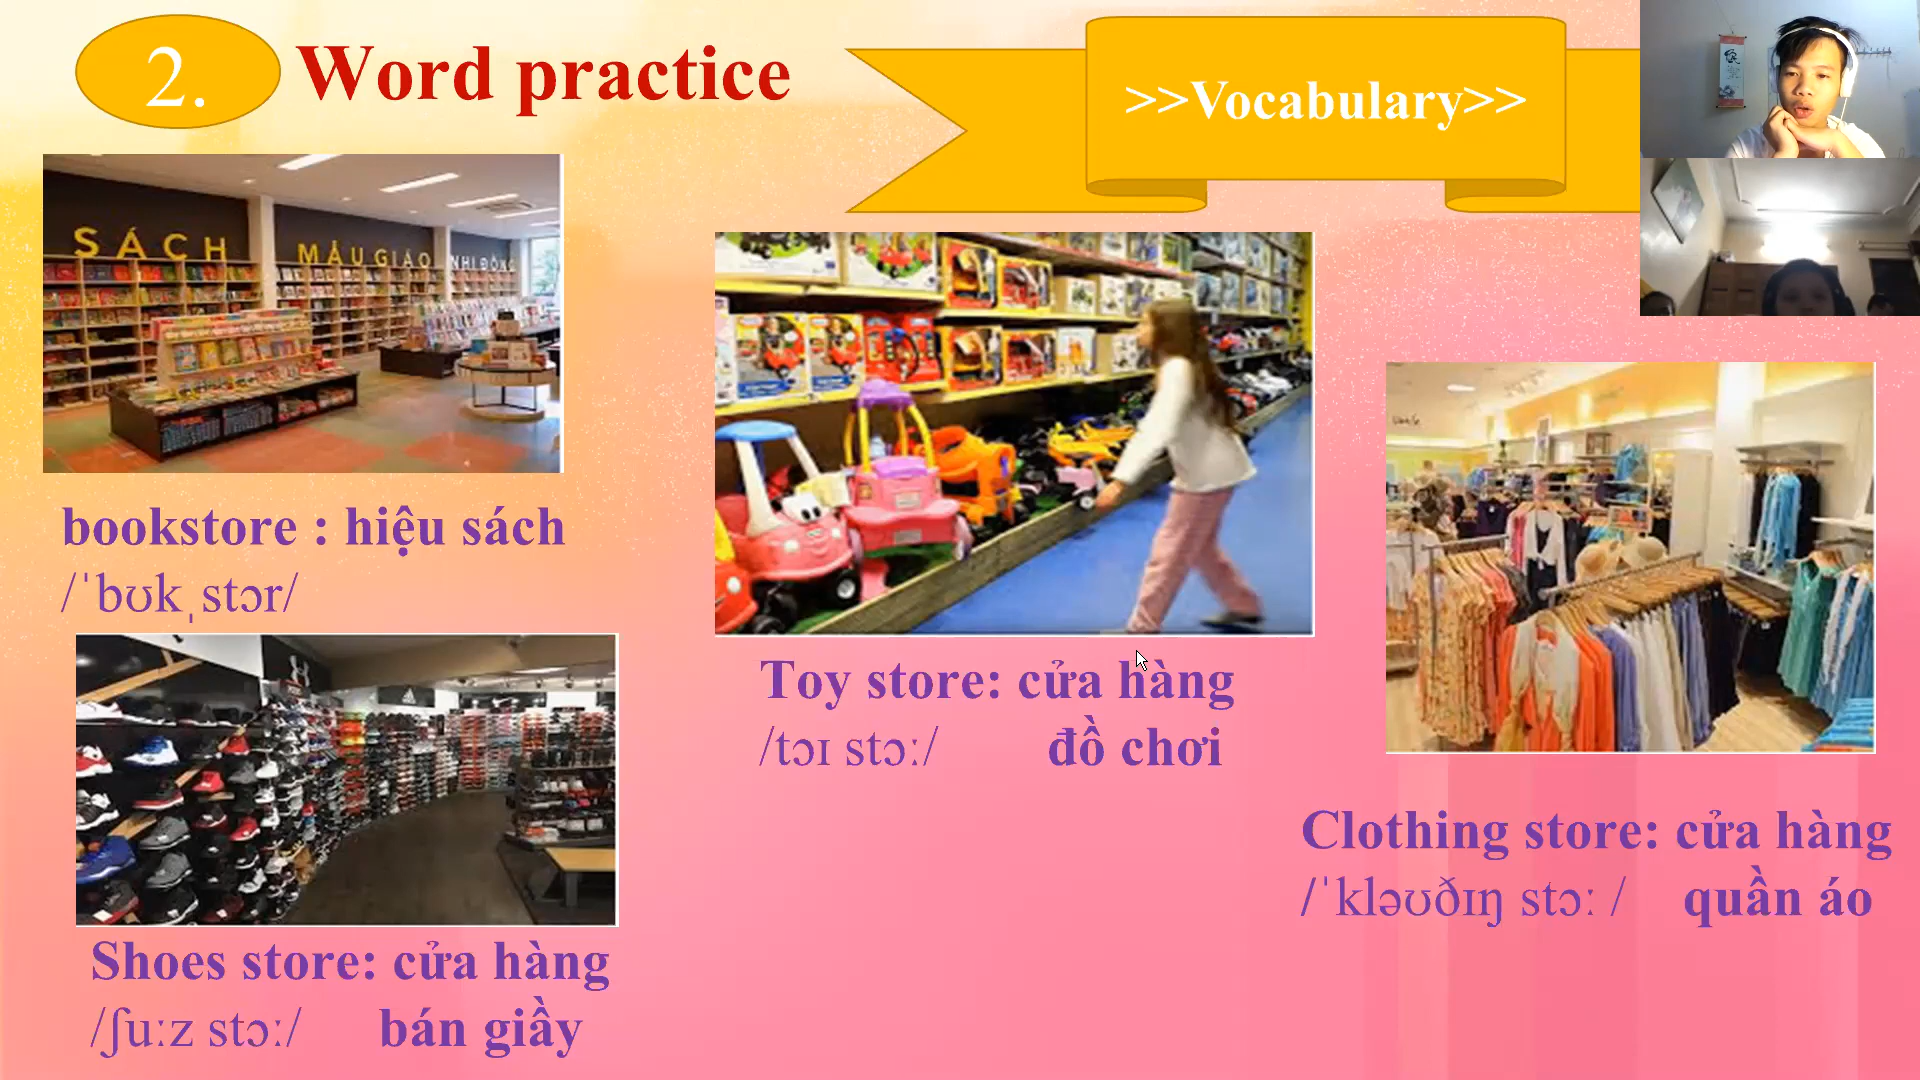 2.
Word practice
>>Vocabulary>>
SÁCH
MẪU GIÁO
NHI ĐỒNG
bookstore : hiệu sách
/ˈbʊkˌstɔr/
Toy store: cửa hàng
/tɔɪ stɔː/ đồ chơi
Clothing store: cửa hàng
/ˈkləʊðɪŋ stɔː / quần áo
Shoes store: cửa hàng
/ʃuːz stɔː/ bán giầy